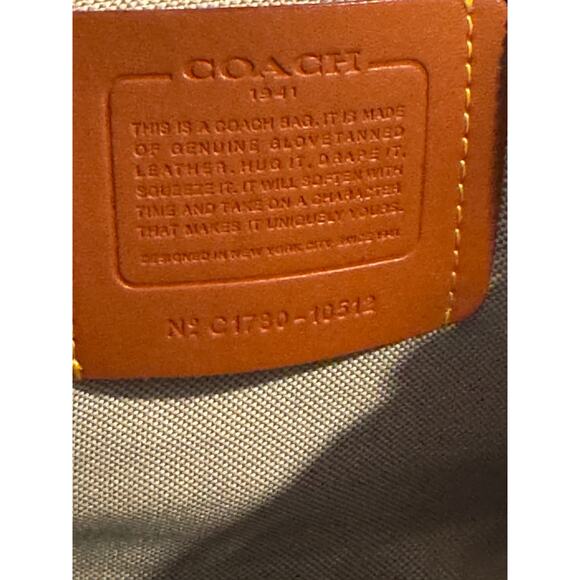 COACH
1941
THIS IS A COACH BAG. IT IS MADE
OF GENUINE GLOVETANNED
LEATHER. HUG IT, DRAPE IT,
SQUEEZE IT. IT WILL SOFTEN WITH
TIME AND TAKE ON A CHARACTER
THAT MAKES IT UNIQUELY YOURS.
DESIGNED IN NEW YORK CITY, SINCE 1941.
Nº C1780-10512